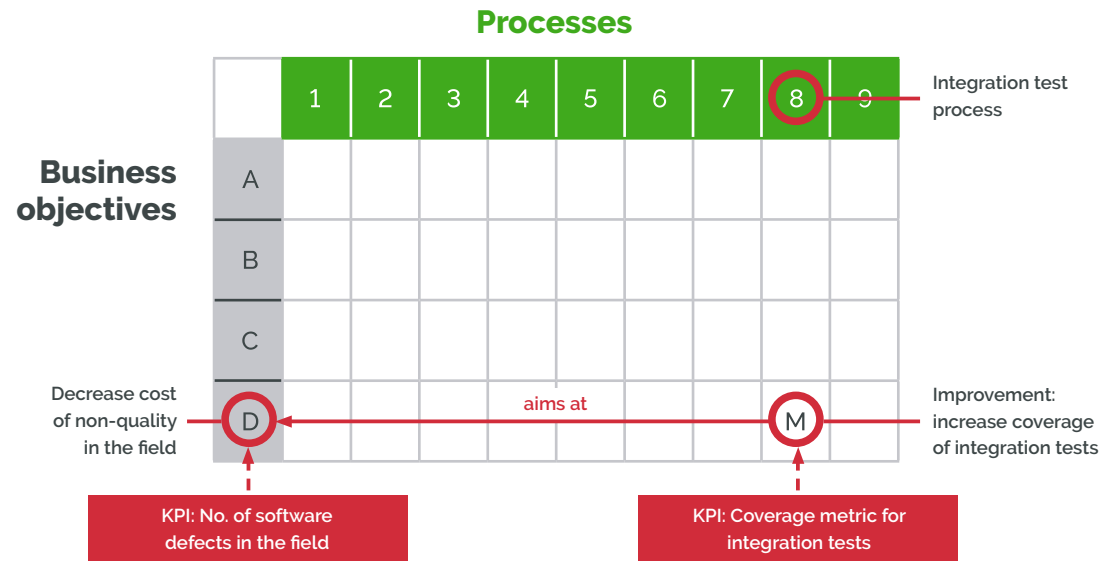 Processes
1 2 3 4 5 6 7 8 9
Integration test
process
Business
objectives
A
B
C
D
Decrease cost
of non-quality
in the field
aims at
M
Improvement:
increase coverage
of integration tests
KPI: No. of software
defects in the field
KPI: Coverage metric for
integration tests